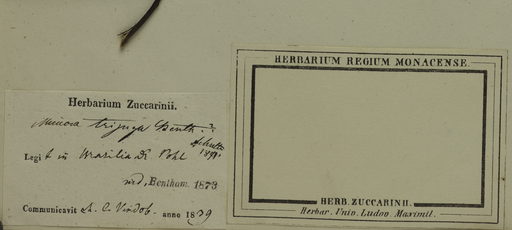 Herbarium Zuccarinii.
Mimosa trijuga Benth.
Legit in Brasilia Dr. Pohl
vid, Bentham. 1873
Communicavit M. C. Vindob. anno 1839
HERBARIUM REGIUM MONACENSE
HERB. ZUCCARINII.
Herbar. Univ. Ludov. Maximil.